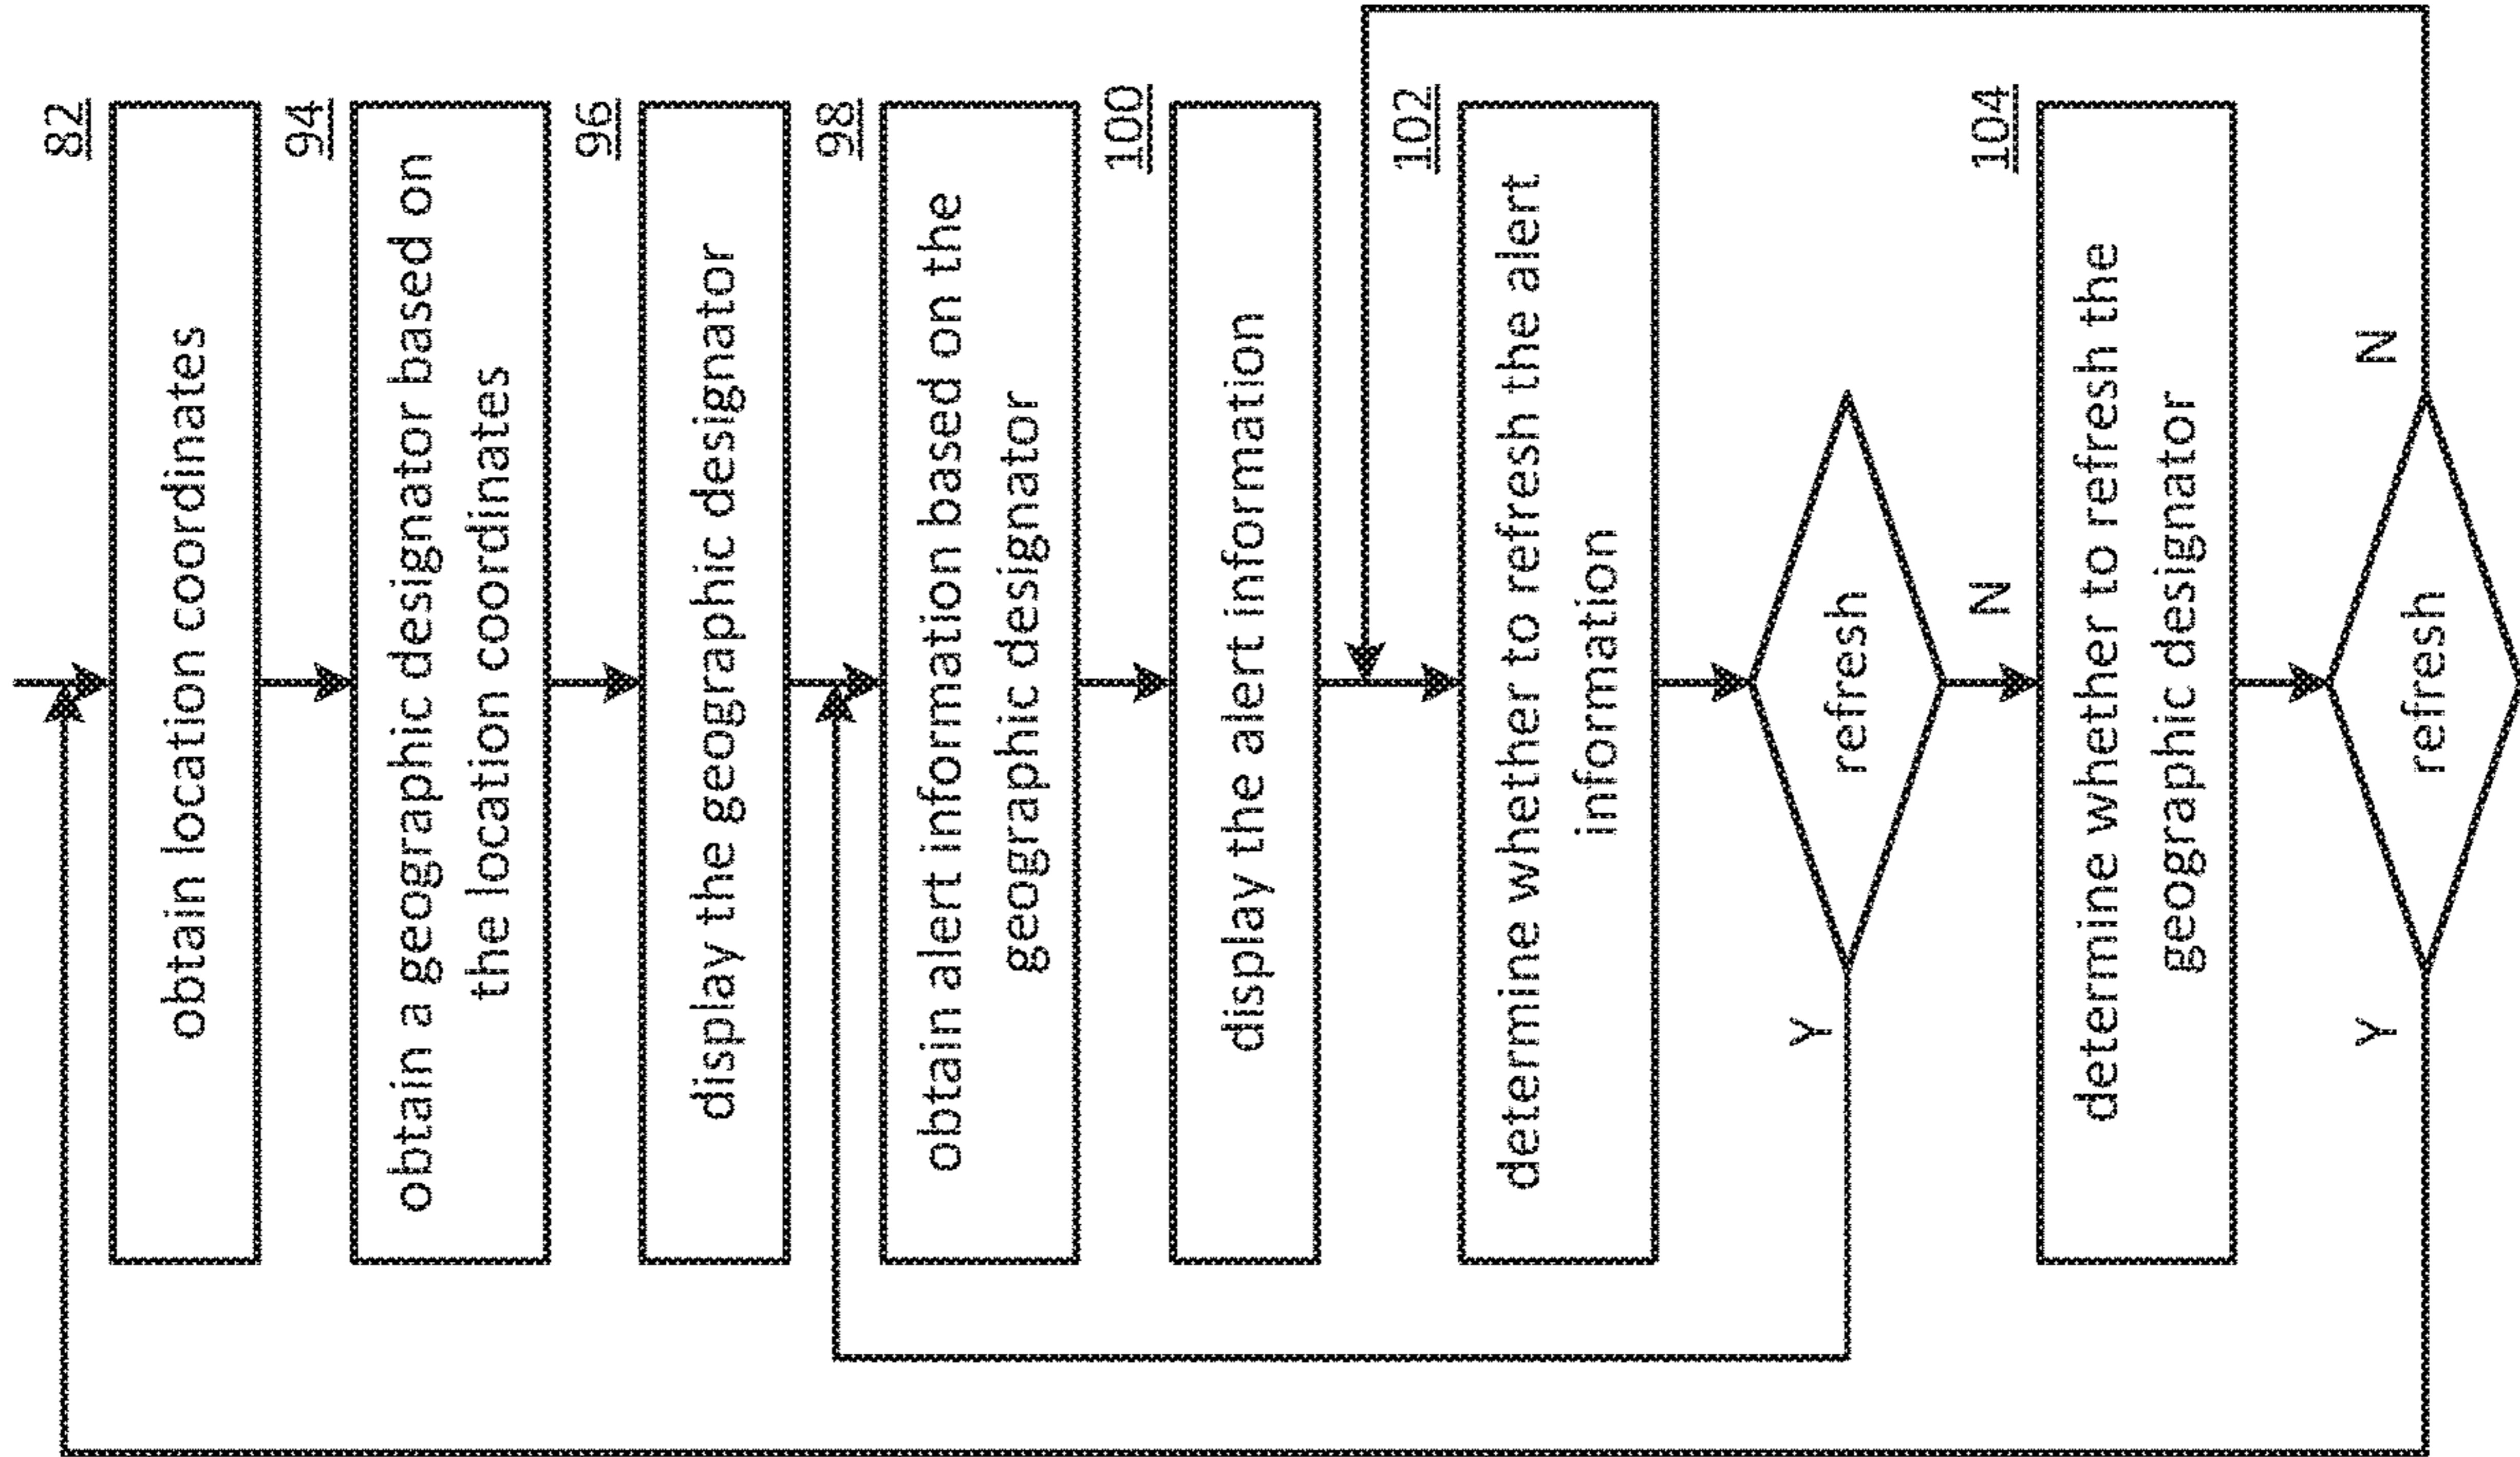 82
obtain location coordinates
94
obtain a geographic designator based on
the location coordinates
96
display the geographic designator
98
obtain alert information based on the
geographic designator
100
display the alert information
102
determine whether to refresh the alert
information
refresh
Y
N
104
determine whether to refresh the
geographic designator
refresh
Y
N